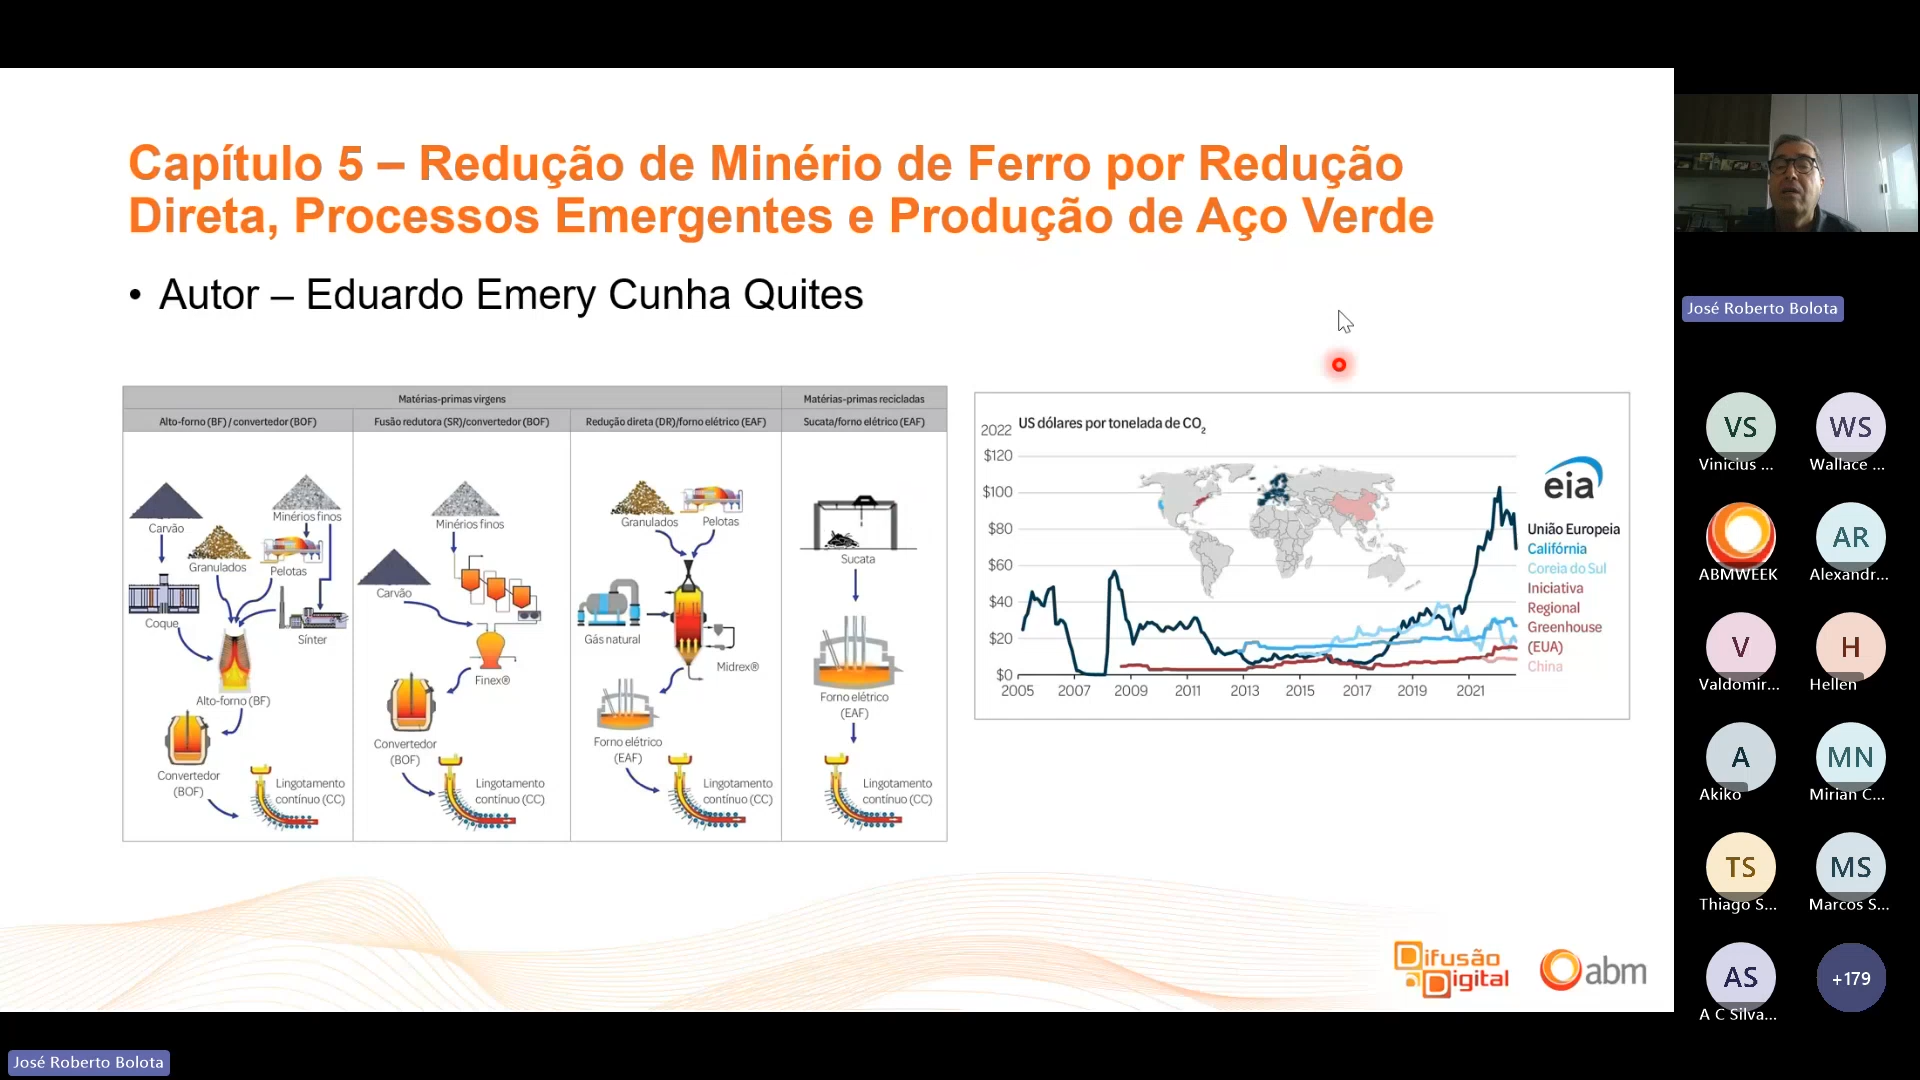 Capítulo 5 – Redução de Minério de Ferro por Redução
Direta, Processos Emergentes e Produção de Aço Verde
• Autor – Eduardo Emery Cunha Quites
Matérias-primas virgens
Matérias-primas recicladas
Alto-forno (BF) / convertedor (BOF)
Fusão redutora (SR)/convertedor (BOF)
Redução direta (DR)/forno elétrico (EAF)
Sucata/forno elétrico (EAF)
Carvão
Minérios finos
Granulados
Pelotas
Coque
Sínter
Alto-forno (BF)
Convertedor
(BOF)
Lingotamento
contínuo (CC)
Minérios finos
Carvão
Finex®
Convertedor
(BOF)
Lingotamento
contínuo (CC)
Granulados
Pelotas
Gás natural
Midrex®
Forno elétrico
(EAF)
Lingotamento
contínuo (CC)
Sucata
Forno elétrico
(EAF)
Lingotamento
contínuo (CC)
2022 US dólares por tonelada de CO2
$120
$100
$80
$60
$40
$20
$0
2005 2007 2009 2011 2013 2015 2017 2019 2021
eia
União Europeia
Califórnia
Coreia do Sul
Iniciativa
Regional
Greenhouse
(EUA)
China
Difusão
Digital
abm
José Roberto Bolota
José Roberto Bolota
VS
Vinicius ...
WS
Wallace ...
ABMWEEK
AR
Alexandr...
V
Valdomir...
H
Hellen
A
Akiko
MN
Mirian C...
TS
Thiago S...
MS
Marcos S...
AS
A C Silva...
+179